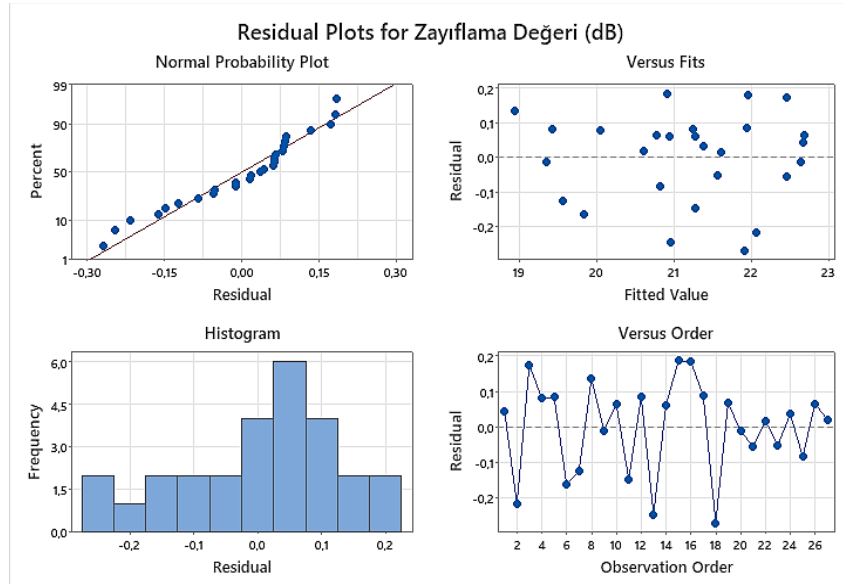 Residual Plots for Zayıflama Değeri (dB)
Normal Probability Plot
99
90
50
10
1
Percent
-0,30 -0,15 0,00 0,15 0,30
Residual
Versus Fits
0,2
0,1
0,0
-0,1
-0,2
Residual
19 20 21 22 23
Fitted Value
Histogram
6,0
4,5
3,0
1,5
0,0
Frequency
-0,2 -0,1 0,0 0,1 0,2
Residual
Versus Order
0,2
0,1
0,0
-0,1
-0,2
Residual
2 4 6 8 10 12 14 16 18 20 22 24 26
Observation Order